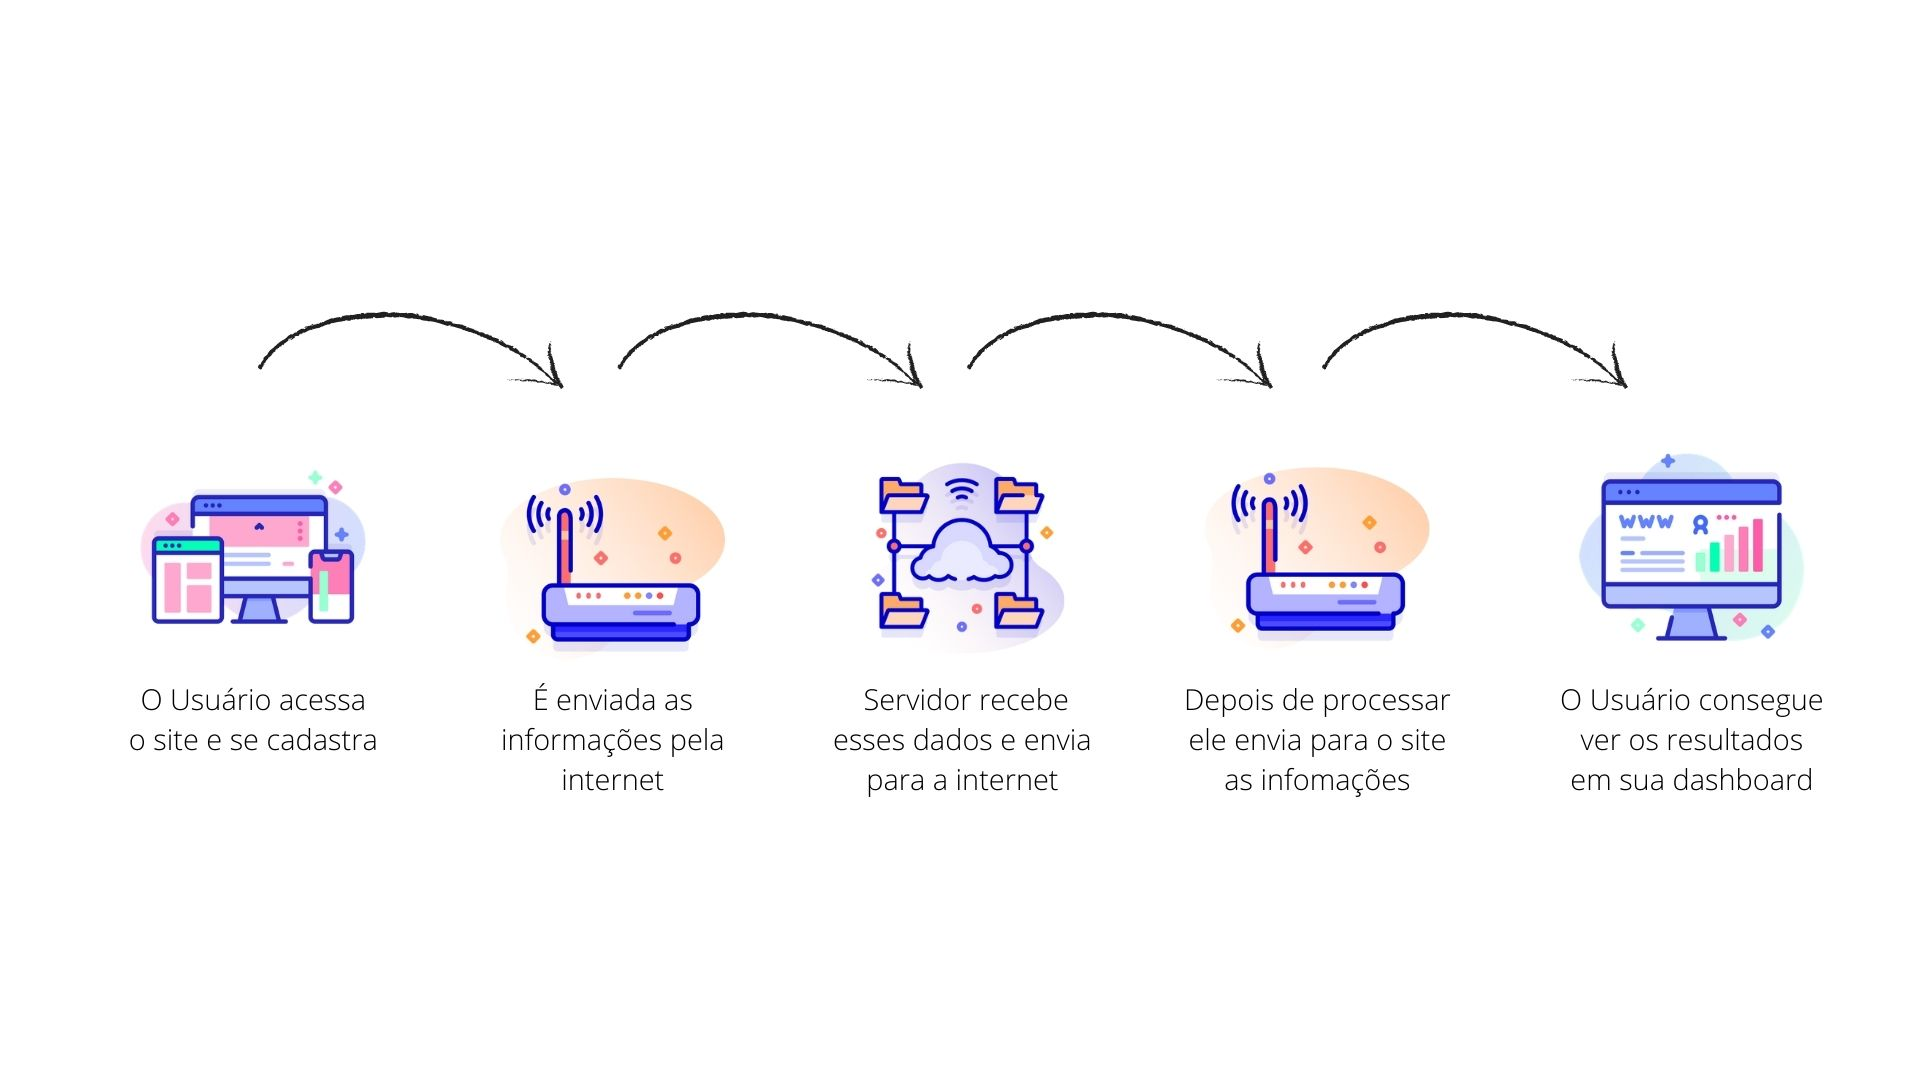 WWW
O Usuário acessa
o site e se cadastra
É enviada as
informações pela
internet
Servidor recebe
esses dados e envia
para a internet
Depois de processar
ele envia para o site
as infomações
O Usuário consegue
ver os resultados
em sua dashboard